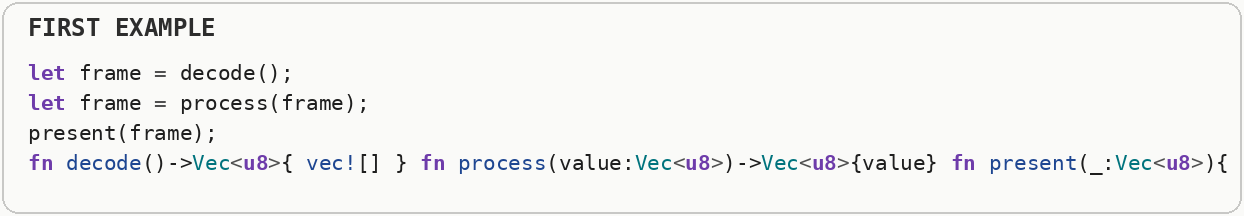 FIRST EXAMPLE
let frame = decode();
let frame = process(frame);
present(frame);
fn decode()->Vec<u8>{ vec![] } fn process(value:Vec<u8>)->Vec<u8>{value} fn present(_:Vec<u8>){